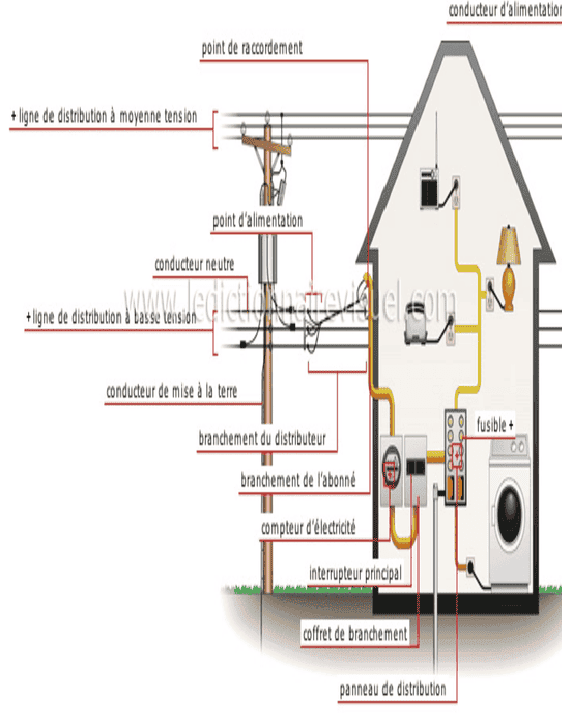 conducteur d'alimentation
point de raccordement
+ ligne de distribution à moyenne tension
point d'alimentation
conducteur neutre
www.ledictionnairevisuel.com
+ ligne de distribution à basse tension
conducteur de mise à la terre
fusible +
branchement du distributeur
branchement de l'abonné
compteur d'électricité
interrupteur principal
coffret de branchement
panneau de distribution